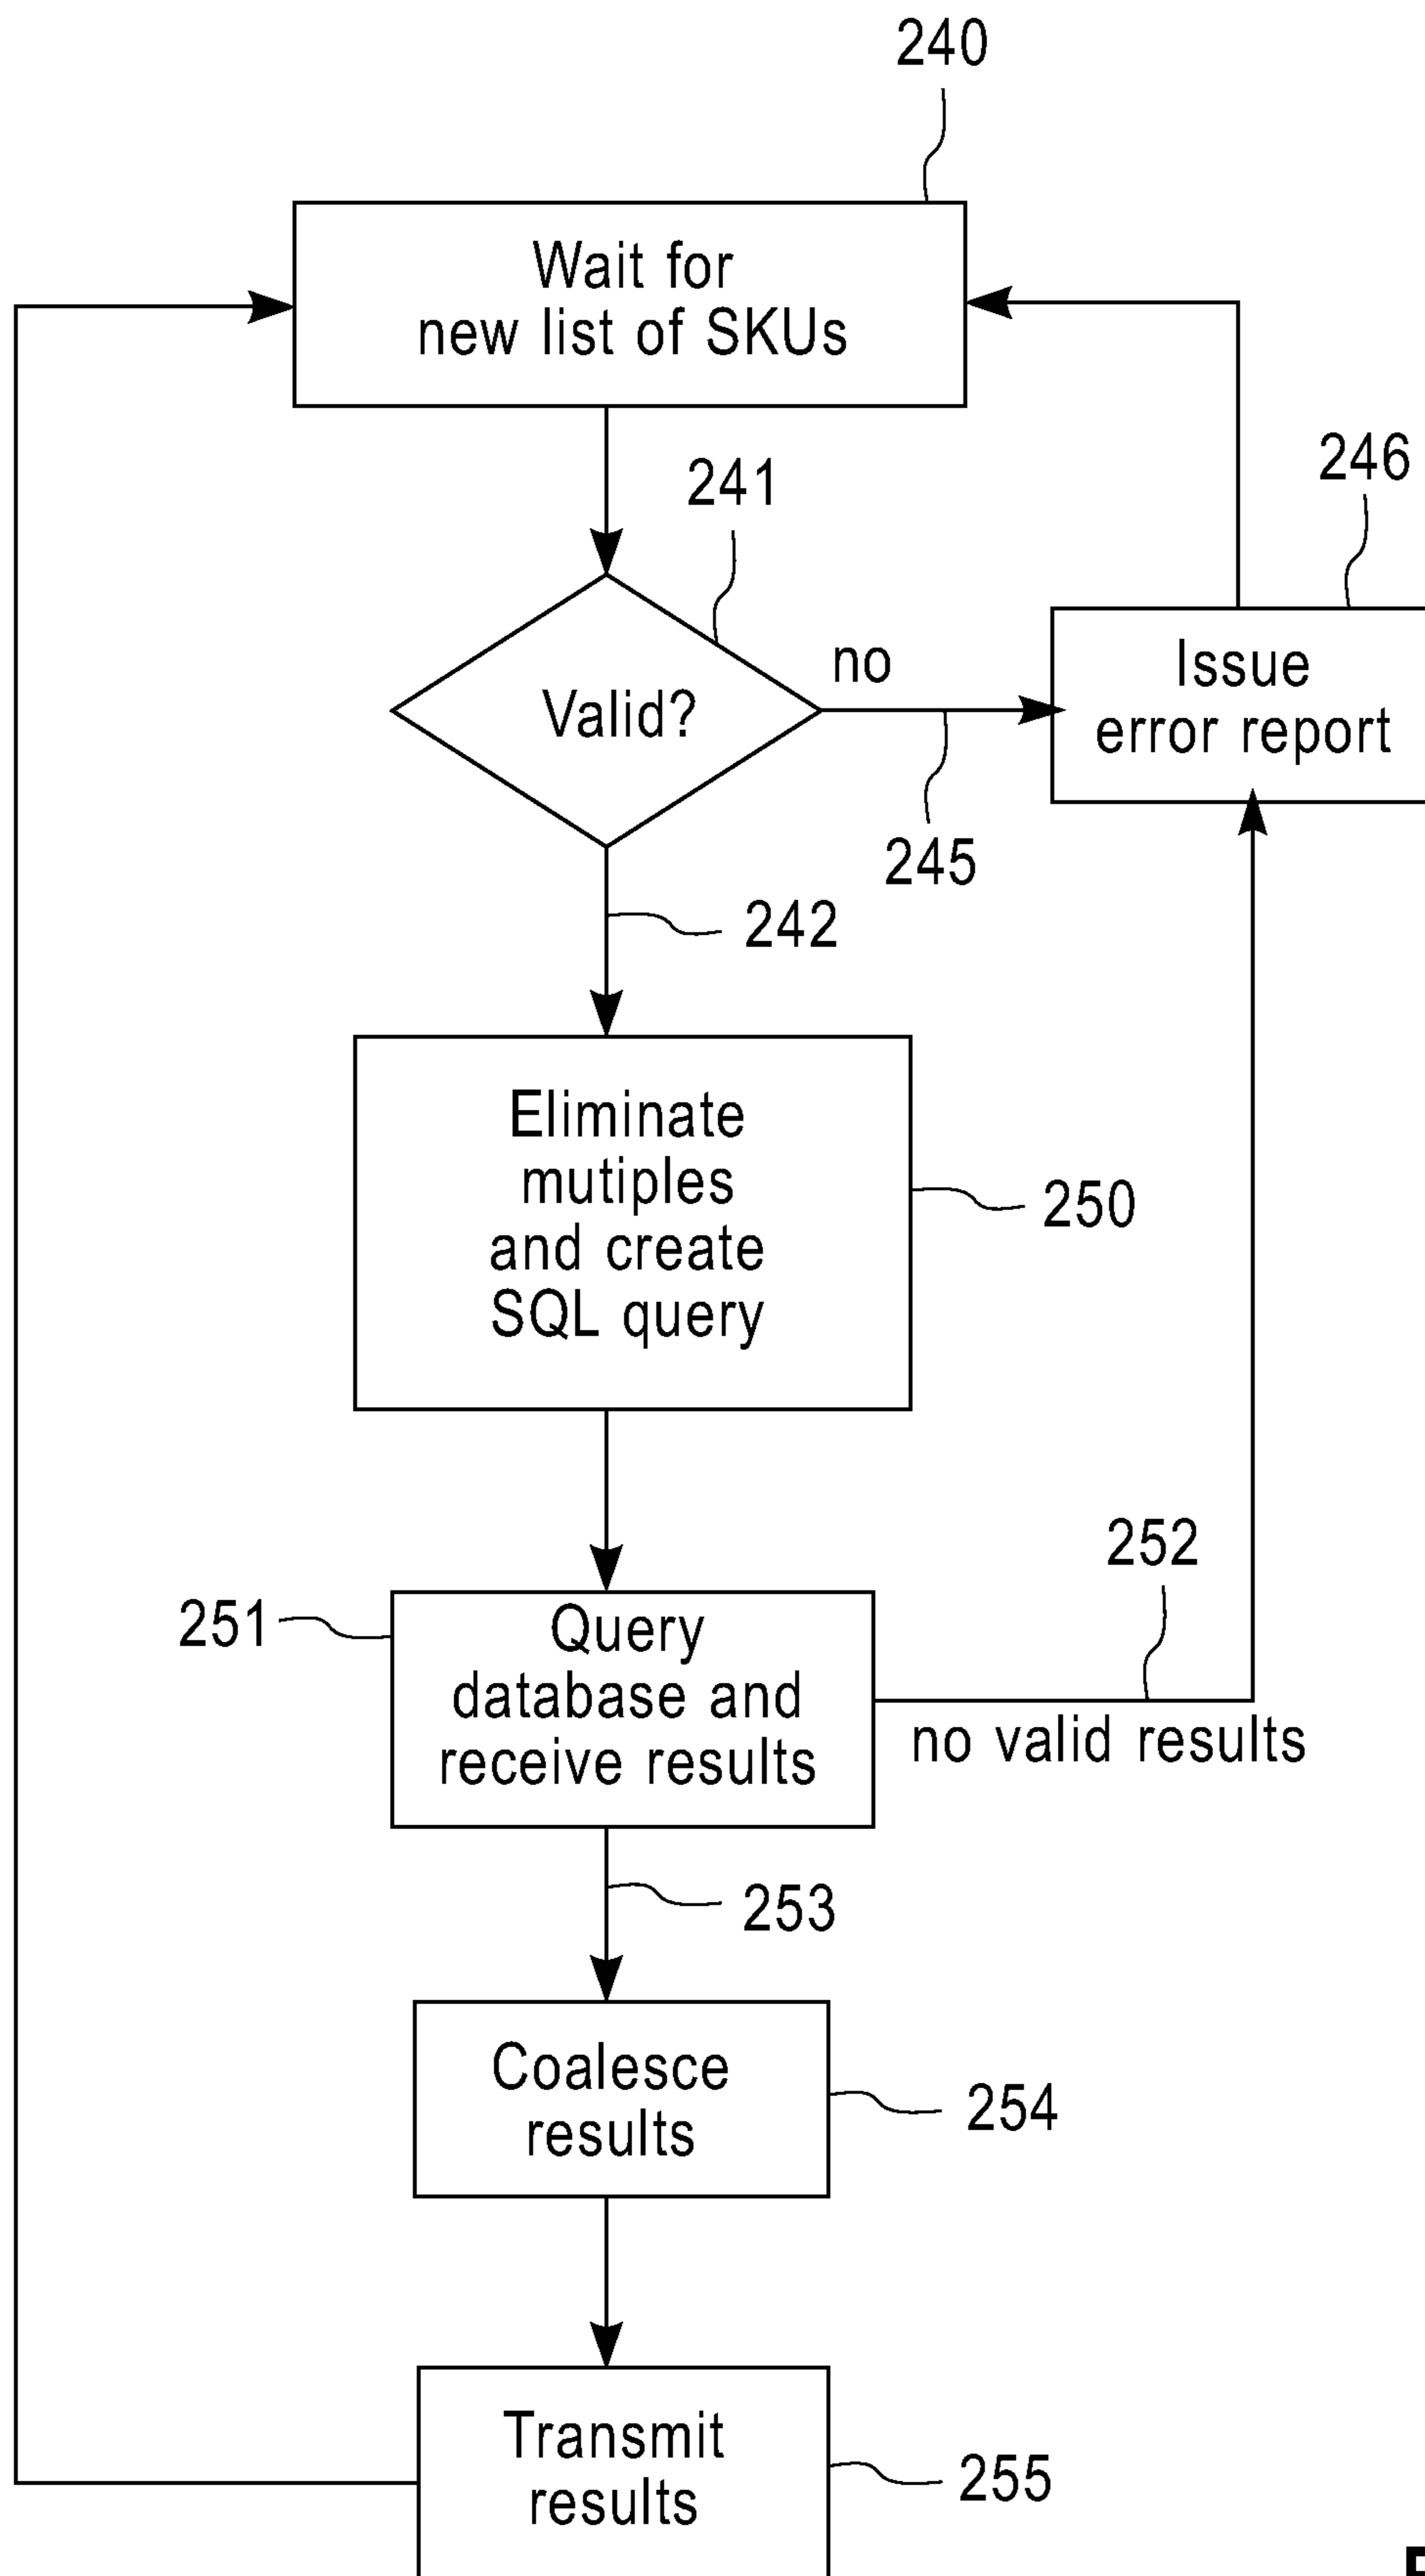 240
Wait for
new list of SKUs
241
246
Valid?
no
Issue
error report
245
242
Eliminate
mutiples
and create
SQL query
250
252
251
Query
database and
receive results
no valid results
253
Coalesce
results
254
Transmit
results
255